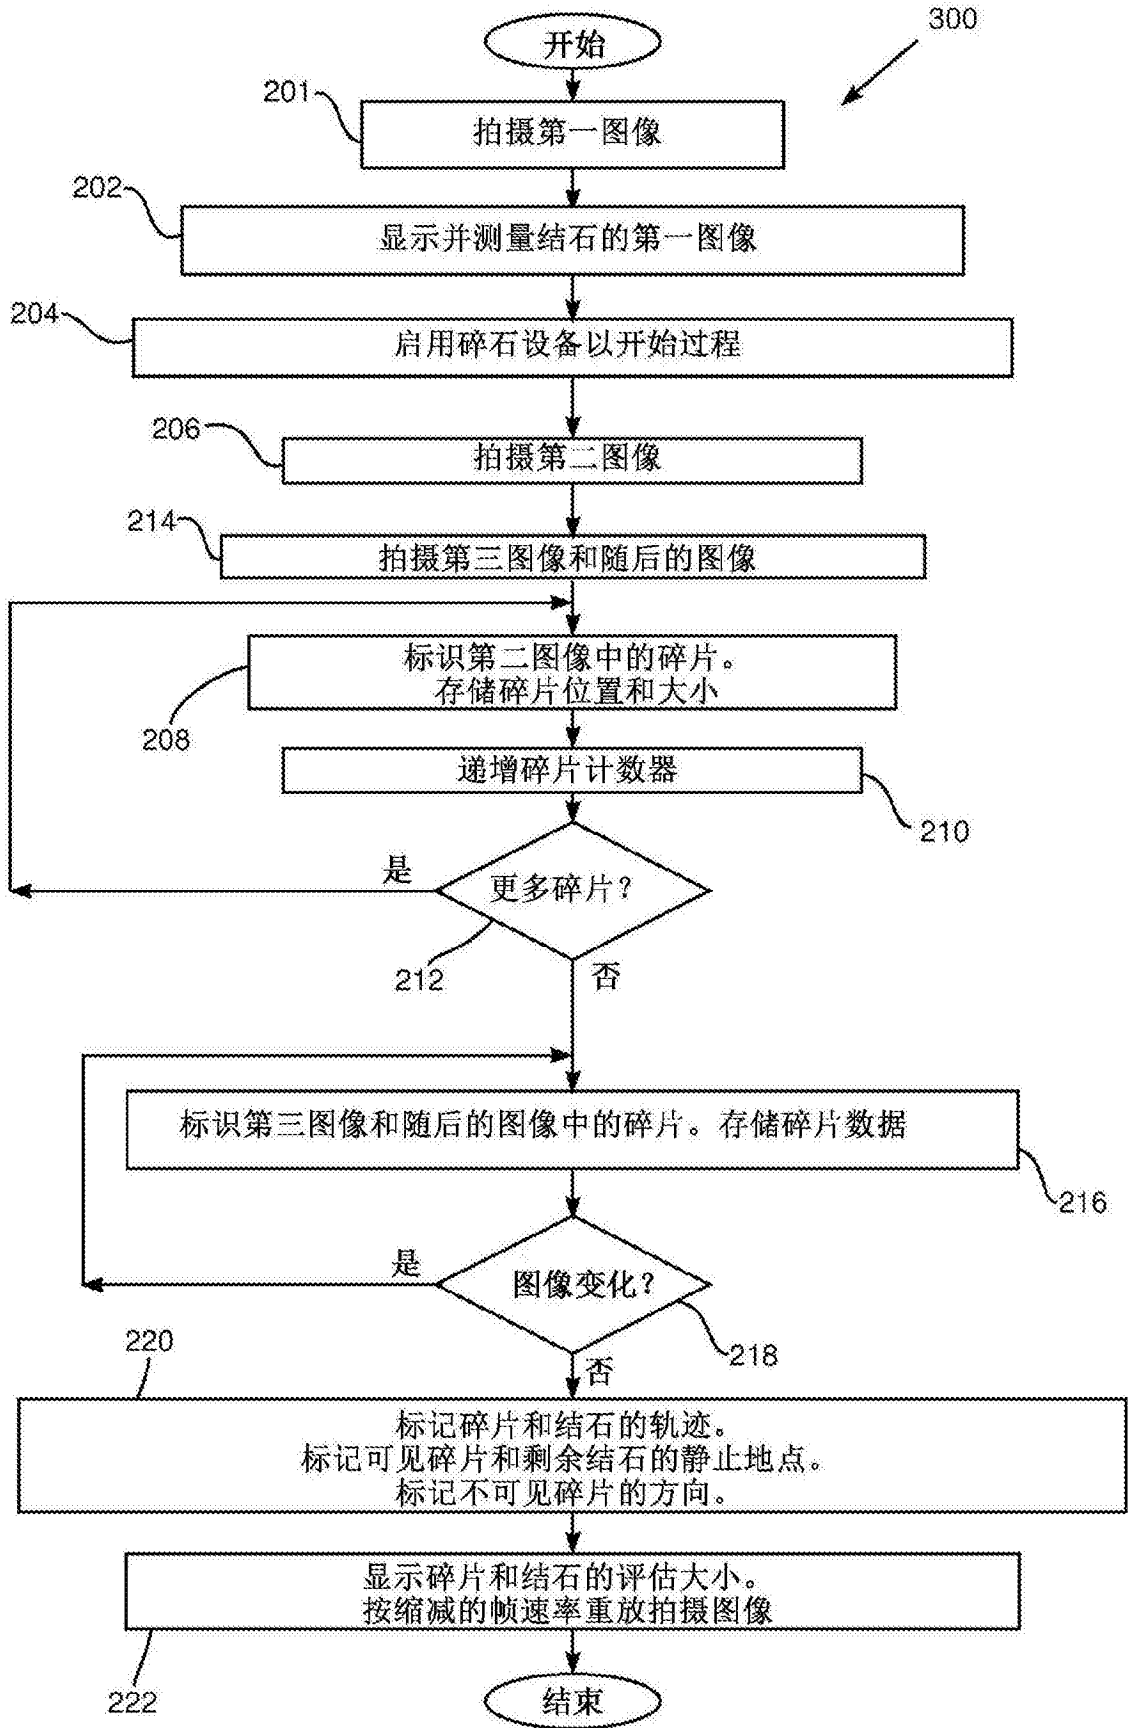 开始
300
201
拍摄第一图像
202
显示并测量结石的第一图像
204
启用碎石设备以开始过程
206
拍摄第二图像
214
拍摄第三图像和随后的图像
标识第二图像中的碎片。
存储碎片位置和大小
208
递增碎片计数器
210
是
更多碎片？
212
否
标识第三图像和随后的图像中的碎片。存储碎片数据
216
是
图像变化？
218
220
否
标记碎片和结石的轨迹。
标记可见碎片和剩余结石的静止地点。
标记不可见碎片的方向。
显示碎片和结石的评估大小。
按缩减的帧速率重放拍摄图像
222
结束